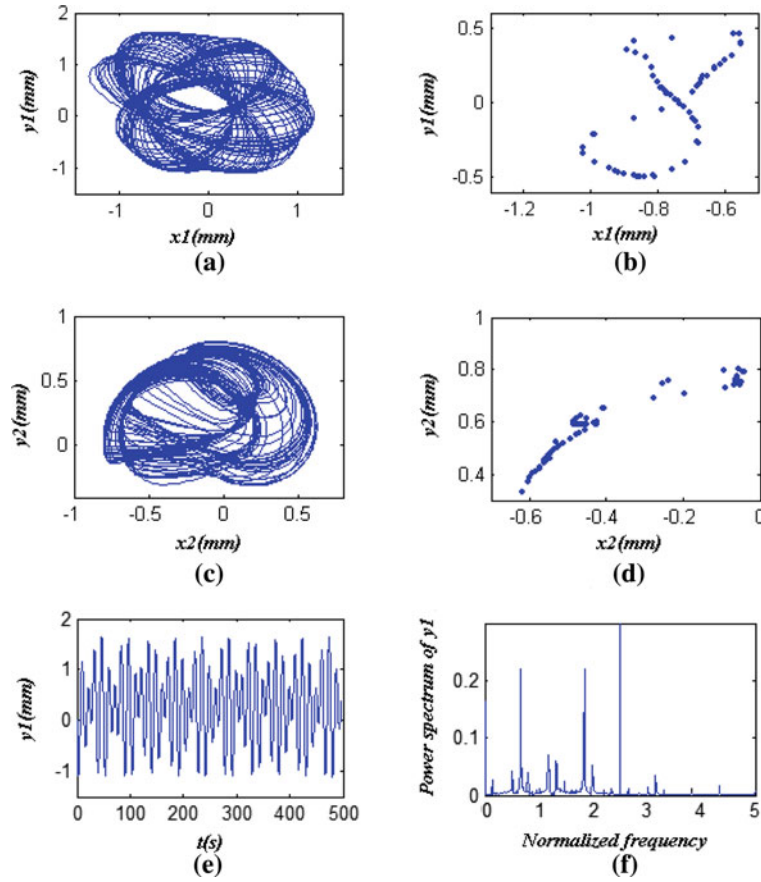 2
1
0
-1
y1(mm)
-1 0 1
x1(mm)
(a)
0.5
0
-0.5
y1(mm)
-1.2 -1 -0.8 -0.6
x1(mm)
(b)
1
0.5
0
y2(mm)
-1 -0.5 0 0.5
x2(mm)
(c)
1
0.8
0.6
0.4
y2(mm)
-0.6 -0.4 -0.2 0
x2(mm)
(d)
2
1
0
-1
y1(mm)
0 100 200 300 400 500
t(s)
(e)
0.2
0.1
0
Power spectrum of y1
0 1 2 3 4 5
Normalized frequency
(f)